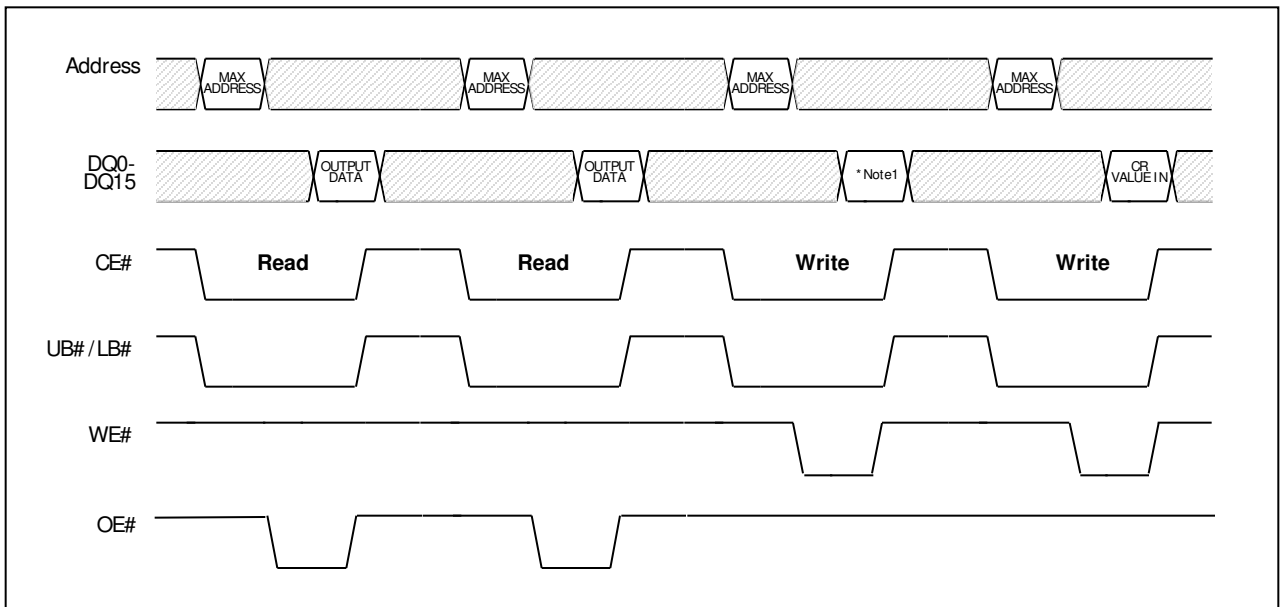 Address
MAX
ADDRESS
MAX
ADDRESS
MAX
ADDRESS
MAX
ADDRESS
DQ0-
DQ15
OUTPUT
DATA
OUTPUT
DATA
*Note1
CR
VALUE IN
CE#
Read
Read
Write
Write
UB# / LB#
WE#
OE#